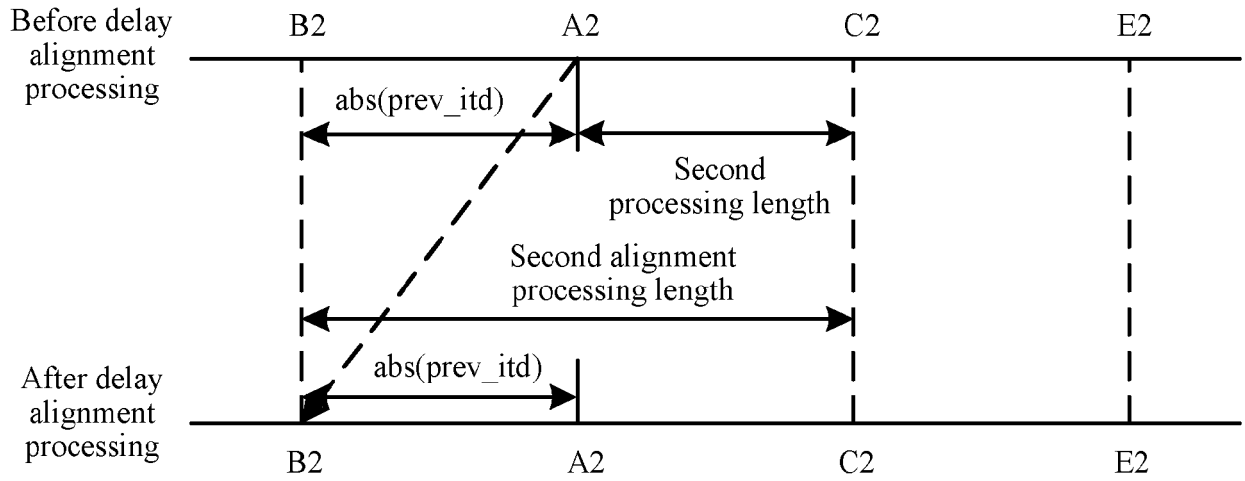 Before delay
alignment
processing
B2
A2
C2
E2
abs(prev_itd)
Second
processing length
Second alignment
processing length
abs(prev_itd)
After delay
alignment
processing
B2
A2
C2
E2